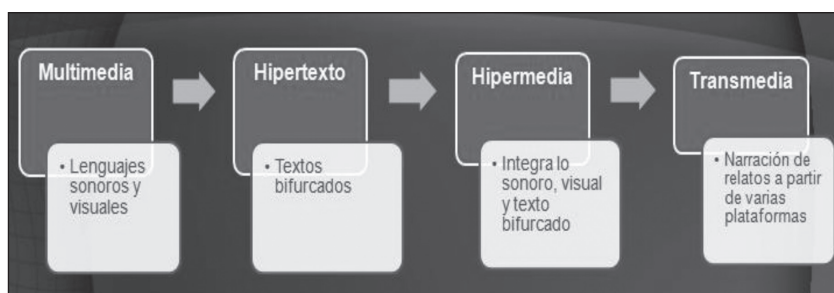 Multimedia
• Lenguajes
sonoros y
visuales
Hipertexto
• Textos
bifurcados
Hipermedia
• Integra lo
sonoro, visual
y texto
bifurcado
Transmedia
• Narración de
relatos a partir
de varias
plataformas